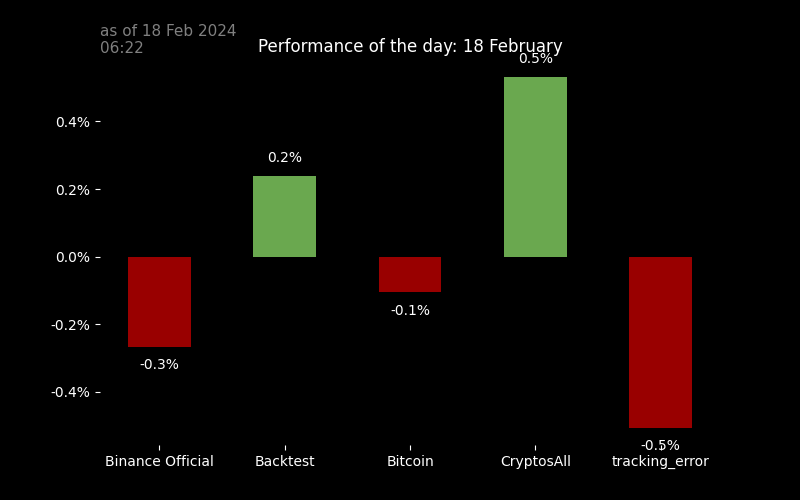 as of 18 Feb 2024
06:22
Performance of the day: 18 February
0.5%
0.4%
0.2%
0.2%
0.0%
-0.1%
-0.2%
-0.3%
-0.4%
-0.5%
Binance Official
Backtest
Bitcoin
CryptosAll
tracking_error